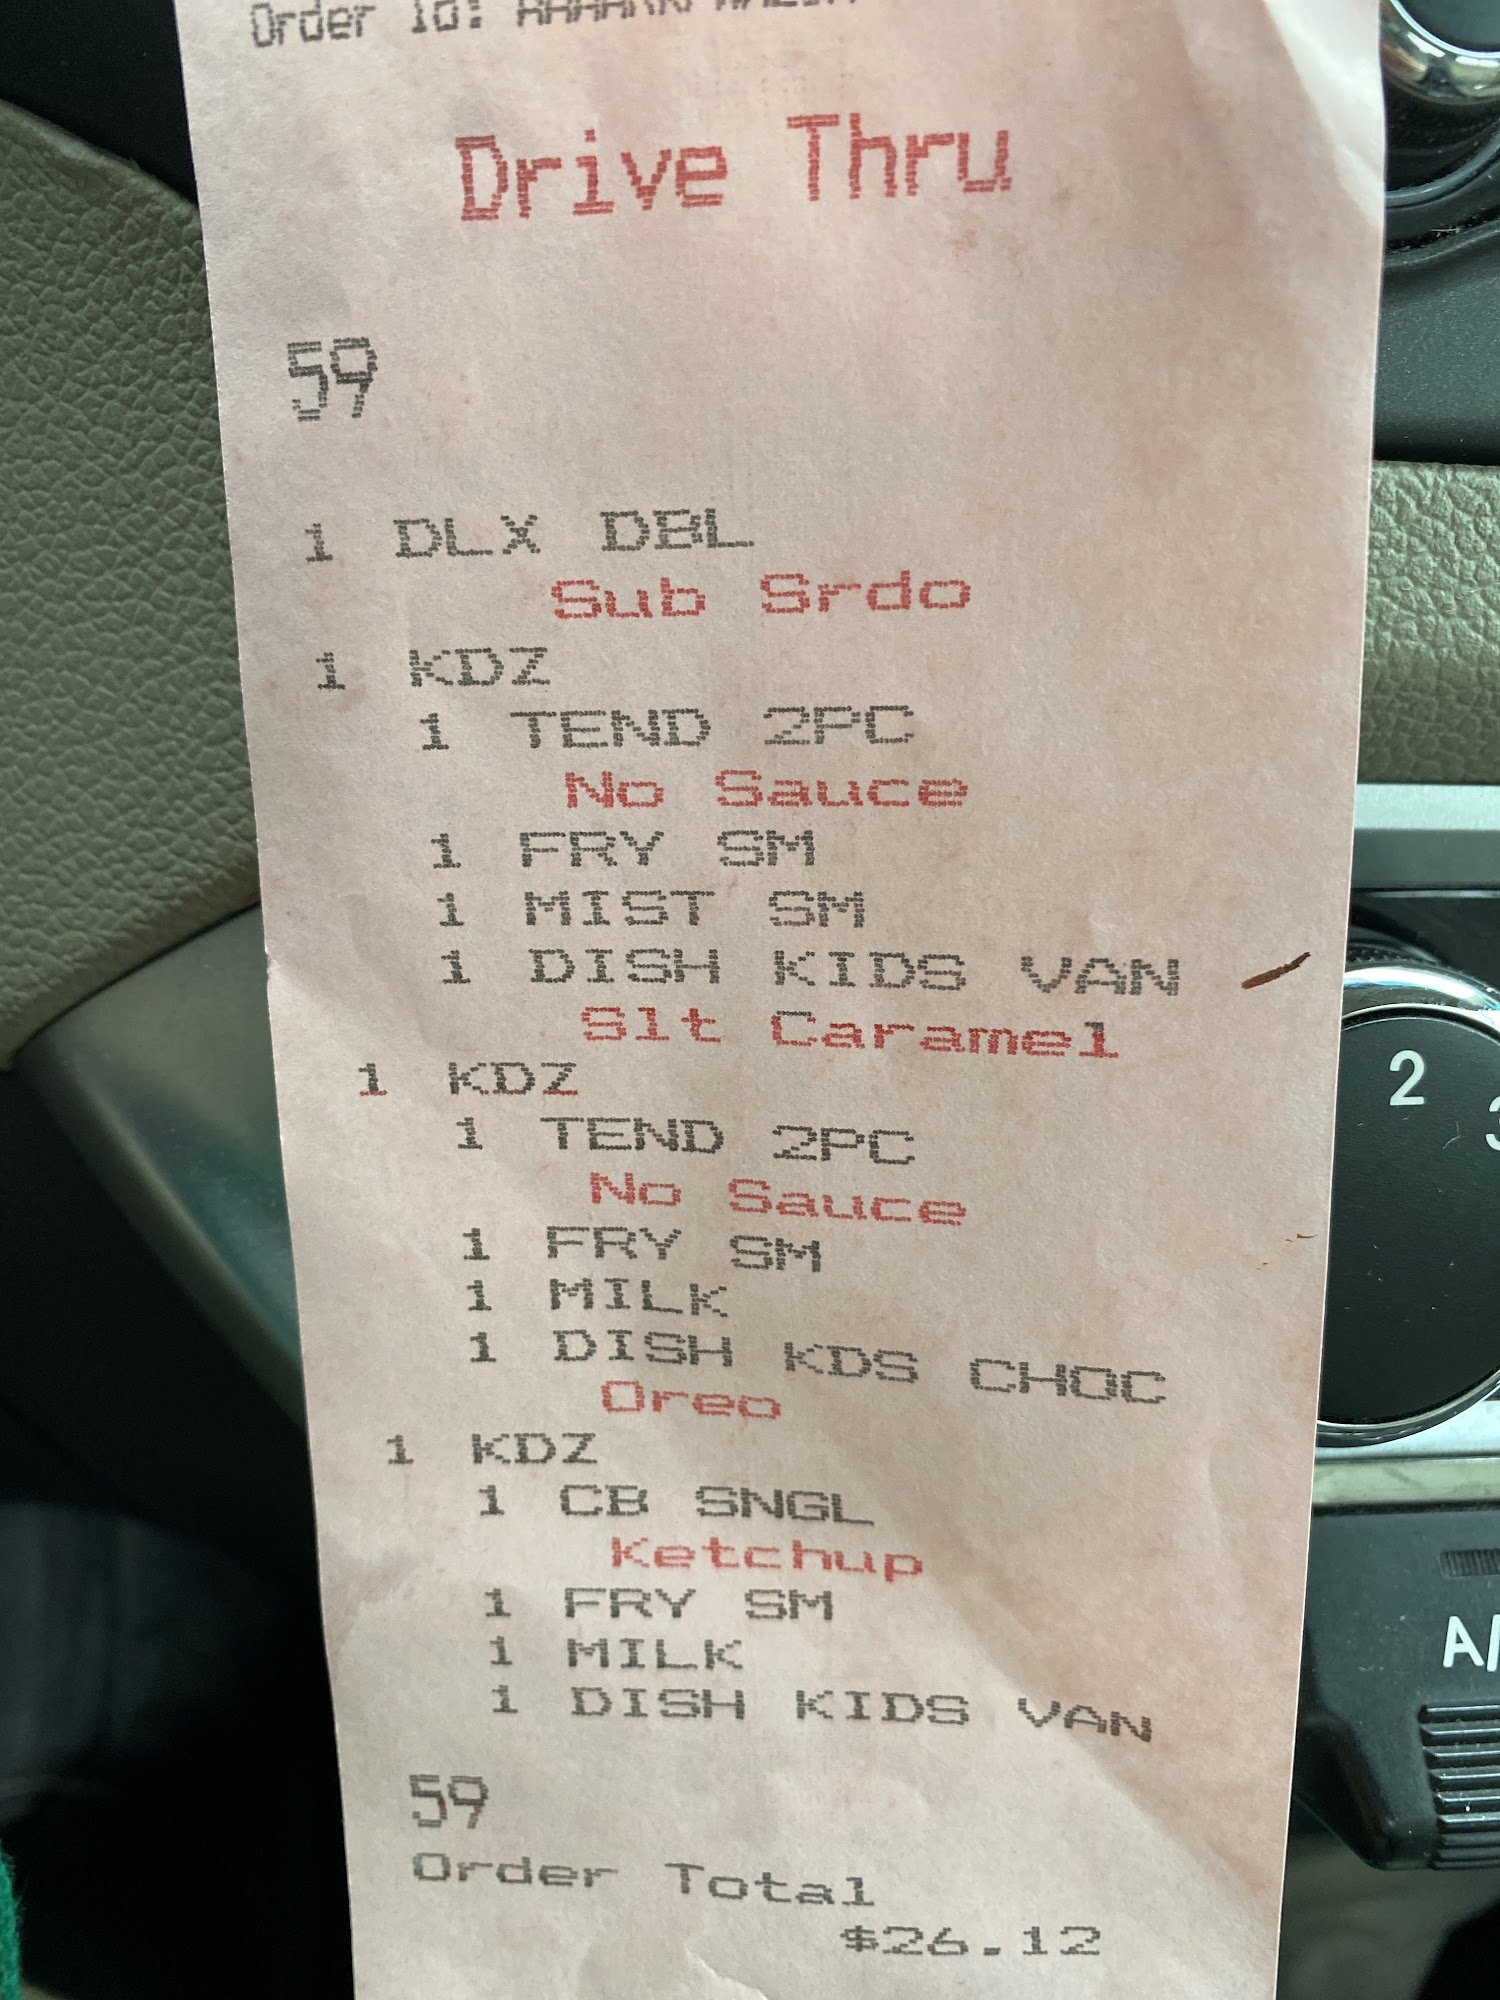 Order Id:
Drive Thru
59
1 DLX DBL
Sub Srdo
1 KDZ
1 TEND 2PC
No Sauce
1 FRY SM
1 MIST SM
1 DISH KIDS VAN
Slt Caramel
1 KDZ
1 TEND 2PC
No Sauce
1 FRY SM
1 MILK
1 DISH KDS CHOC
Oreo
1 KDZ
1 CB SNGL
Ketchup
1 FRY SM
1 MILK
1 DISH KIDS VAN
59
Order Total
$26.12
2
3
A/